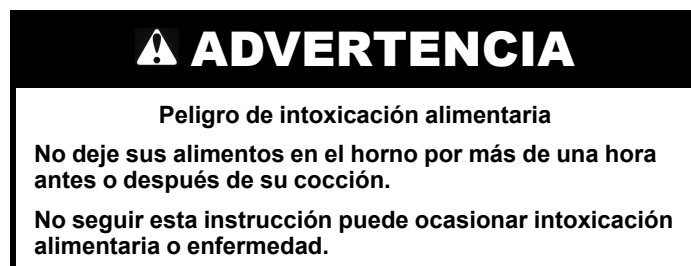 ADVERTENCIA
Peligro de intoxicación alimentaria
No deje sus alimentos en el horno por más de una hora
antes o después de su cocción.
No seguir esta instrucción puede ocasionar intoxicación
alimentaria o enfermedad.